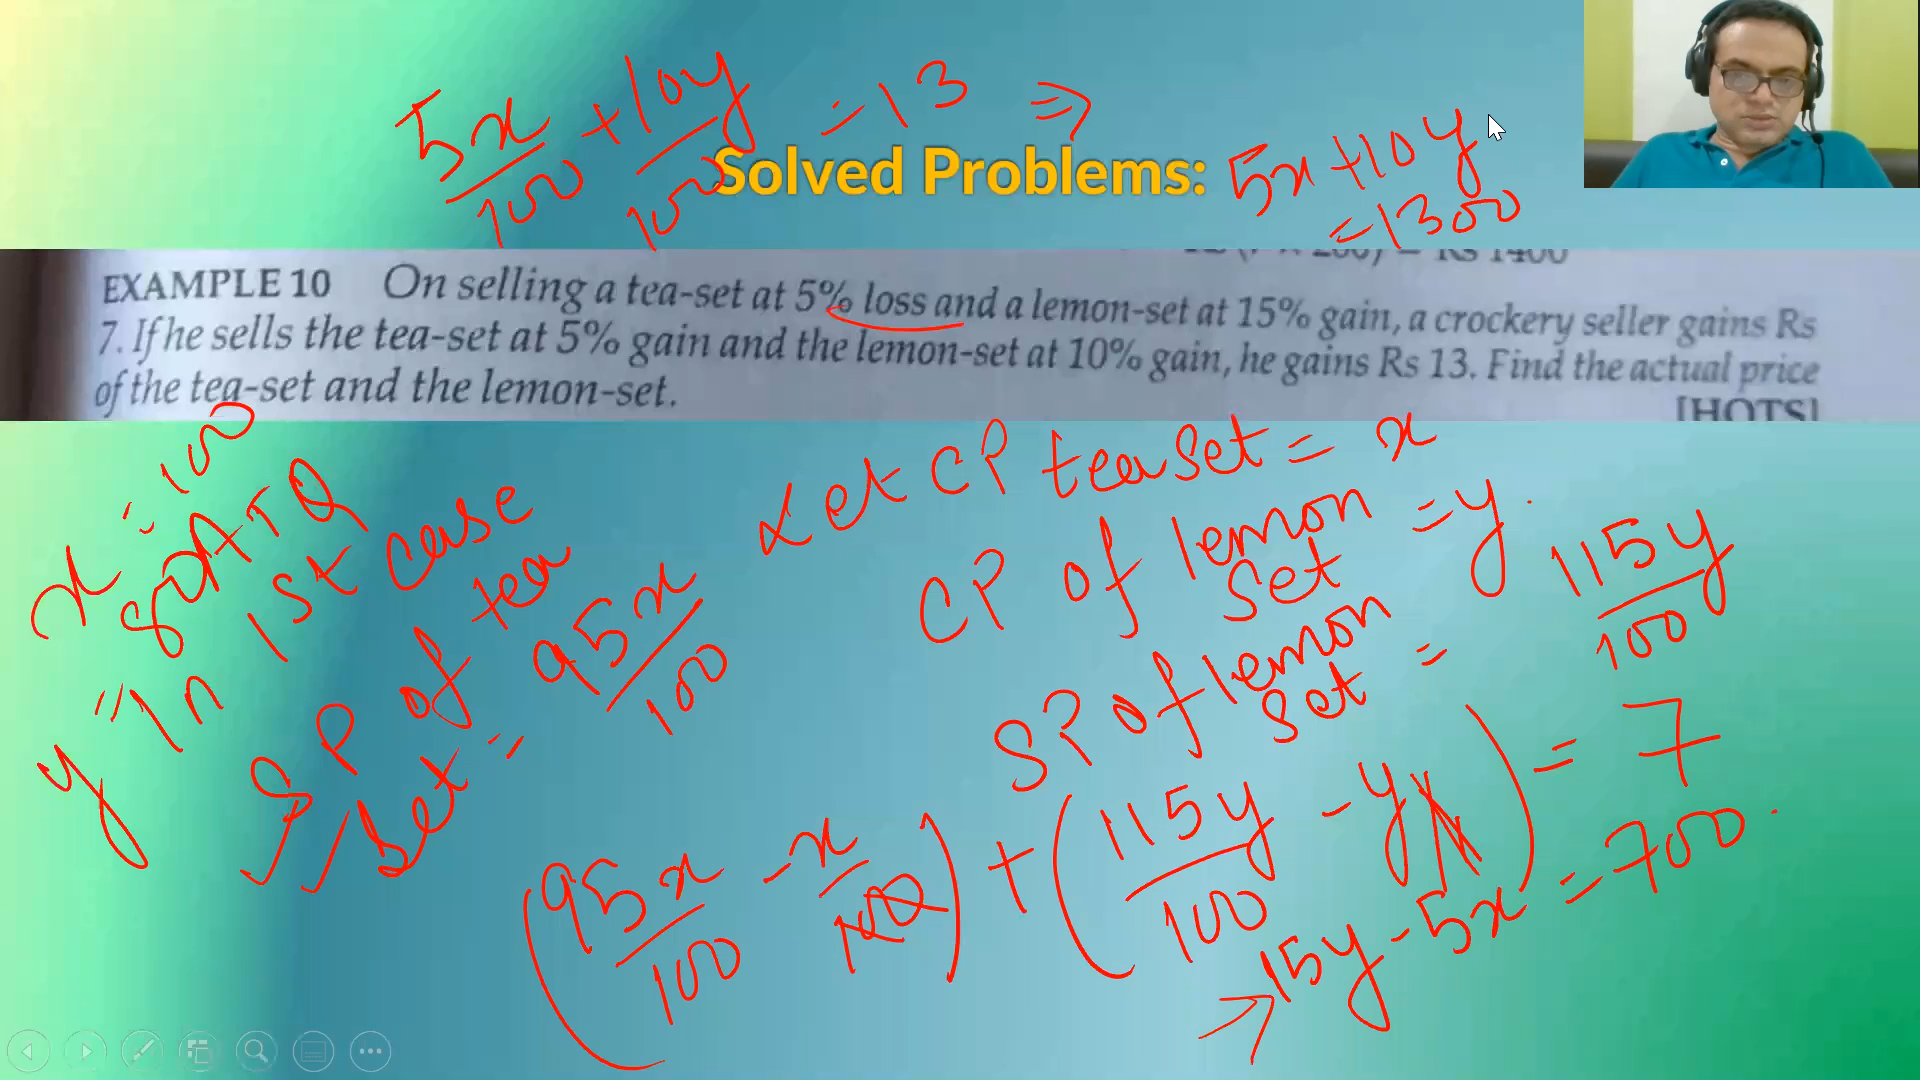 5x/100 + 10y/100 = 13 ⇒
5x + 10y
= 1300
Solved Problems:
EXAMPLE 10 On selling a tea-set at 5% loss and a lemon-set at 15% gain, a crockery seller gains Rs
7. If he sells the tea-set at 5% gain and the lemon-set at 10% gain, he gains Rs 13. Find the actual price
of the tea-set and the lemon-set.
[HOTS]
x = 100
y = 80
ATQ
In 1st case
SP of tea
set = 95x/100
Let CP tea set = x
CP of lemon set = y.
SP of lemon set = 115y/100
(95x/100 - x) + (115y/100 - y) = 7
⇒ 15y - 5x = 700.